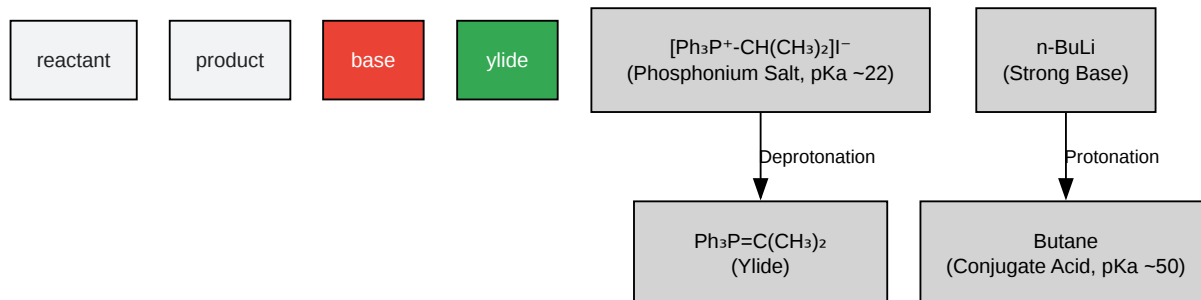 reactant
product
base
ylide
[Ph₃P⁺-CH(CH₃)₂]I⁻
(Phosphonium Salt, pKa ~22)
n-BuLi
(Strong Base)
Deprotonation
Protonation
Ph₃P=C(CH₃)₂
(Ylide)
Butane
(Conjugate Acid, pKa ~50)